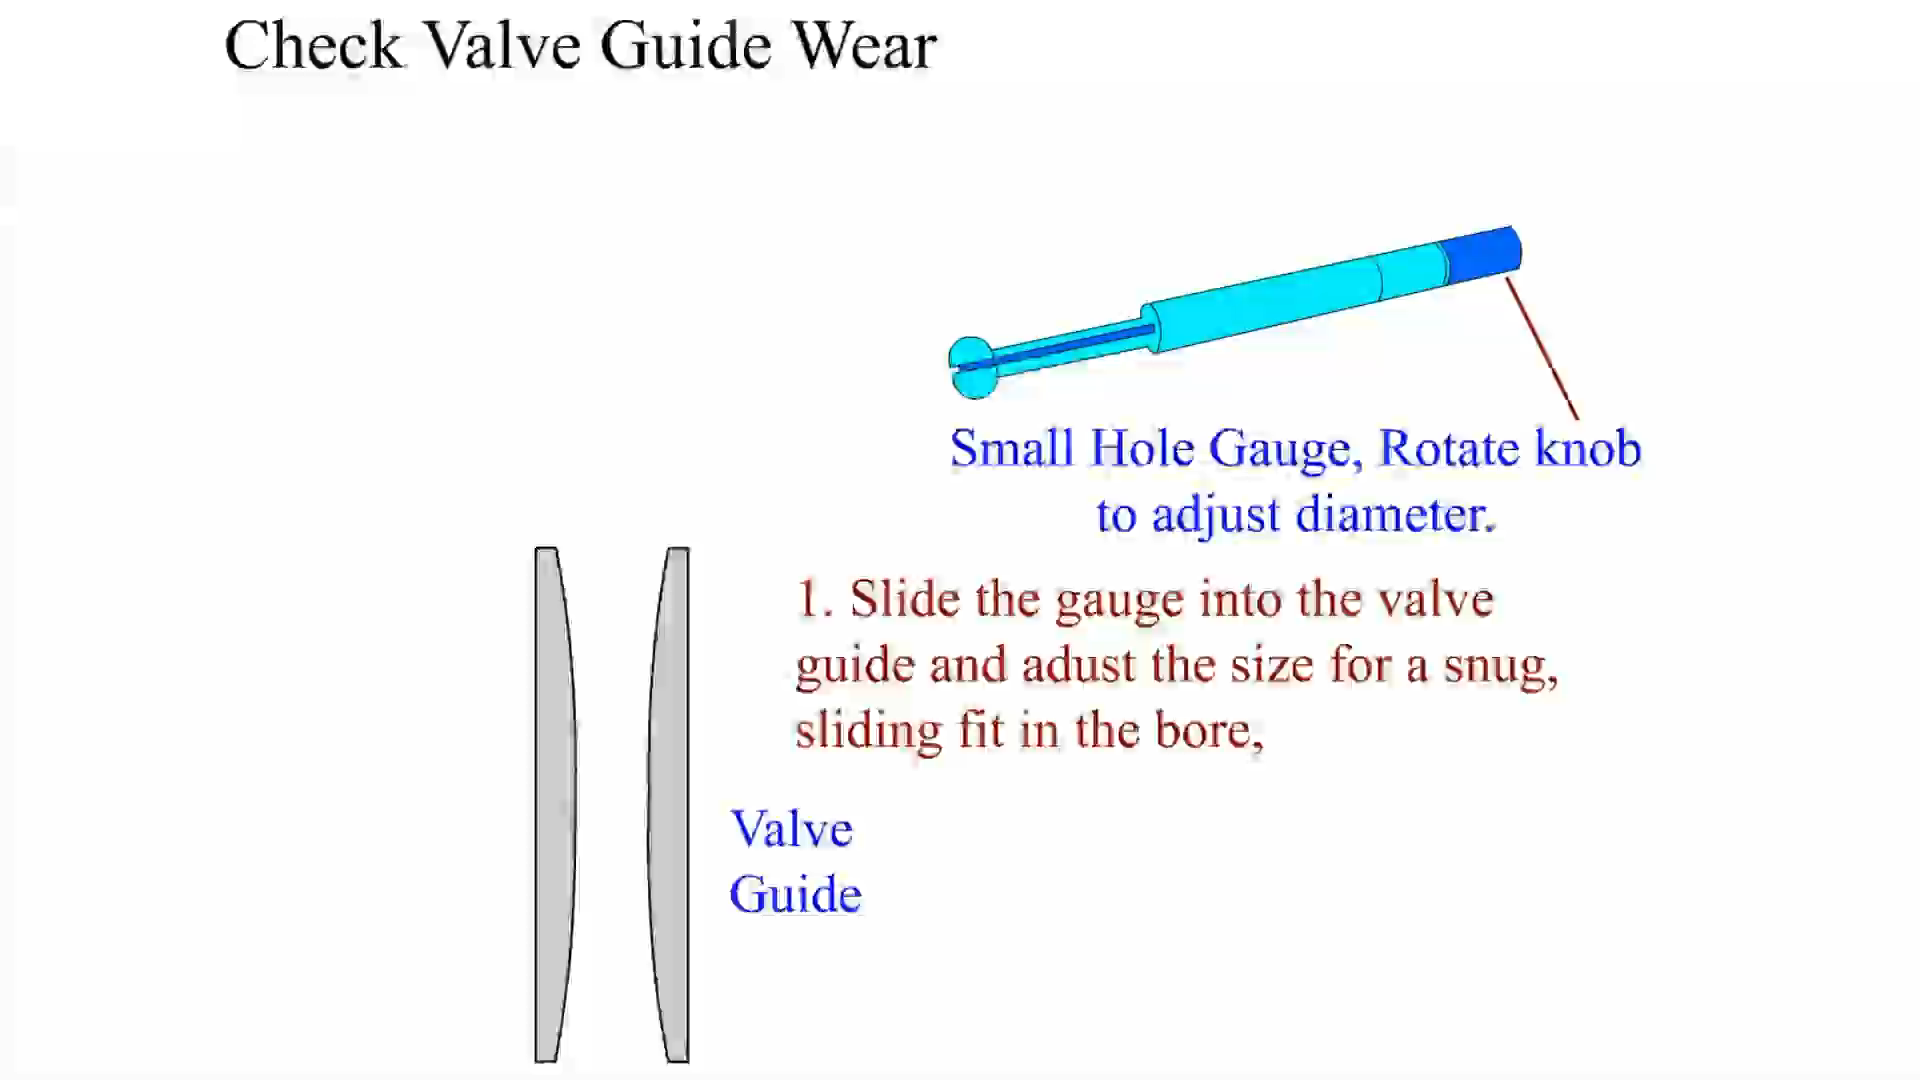 Check Valve Guide Wear
Small Hole Gauge, Rotate knob
to adjust diameter.
1. Slide the gauge into the valve
guide and adust the size for a snug,
sliding fit in the bore,
Valve
Guide